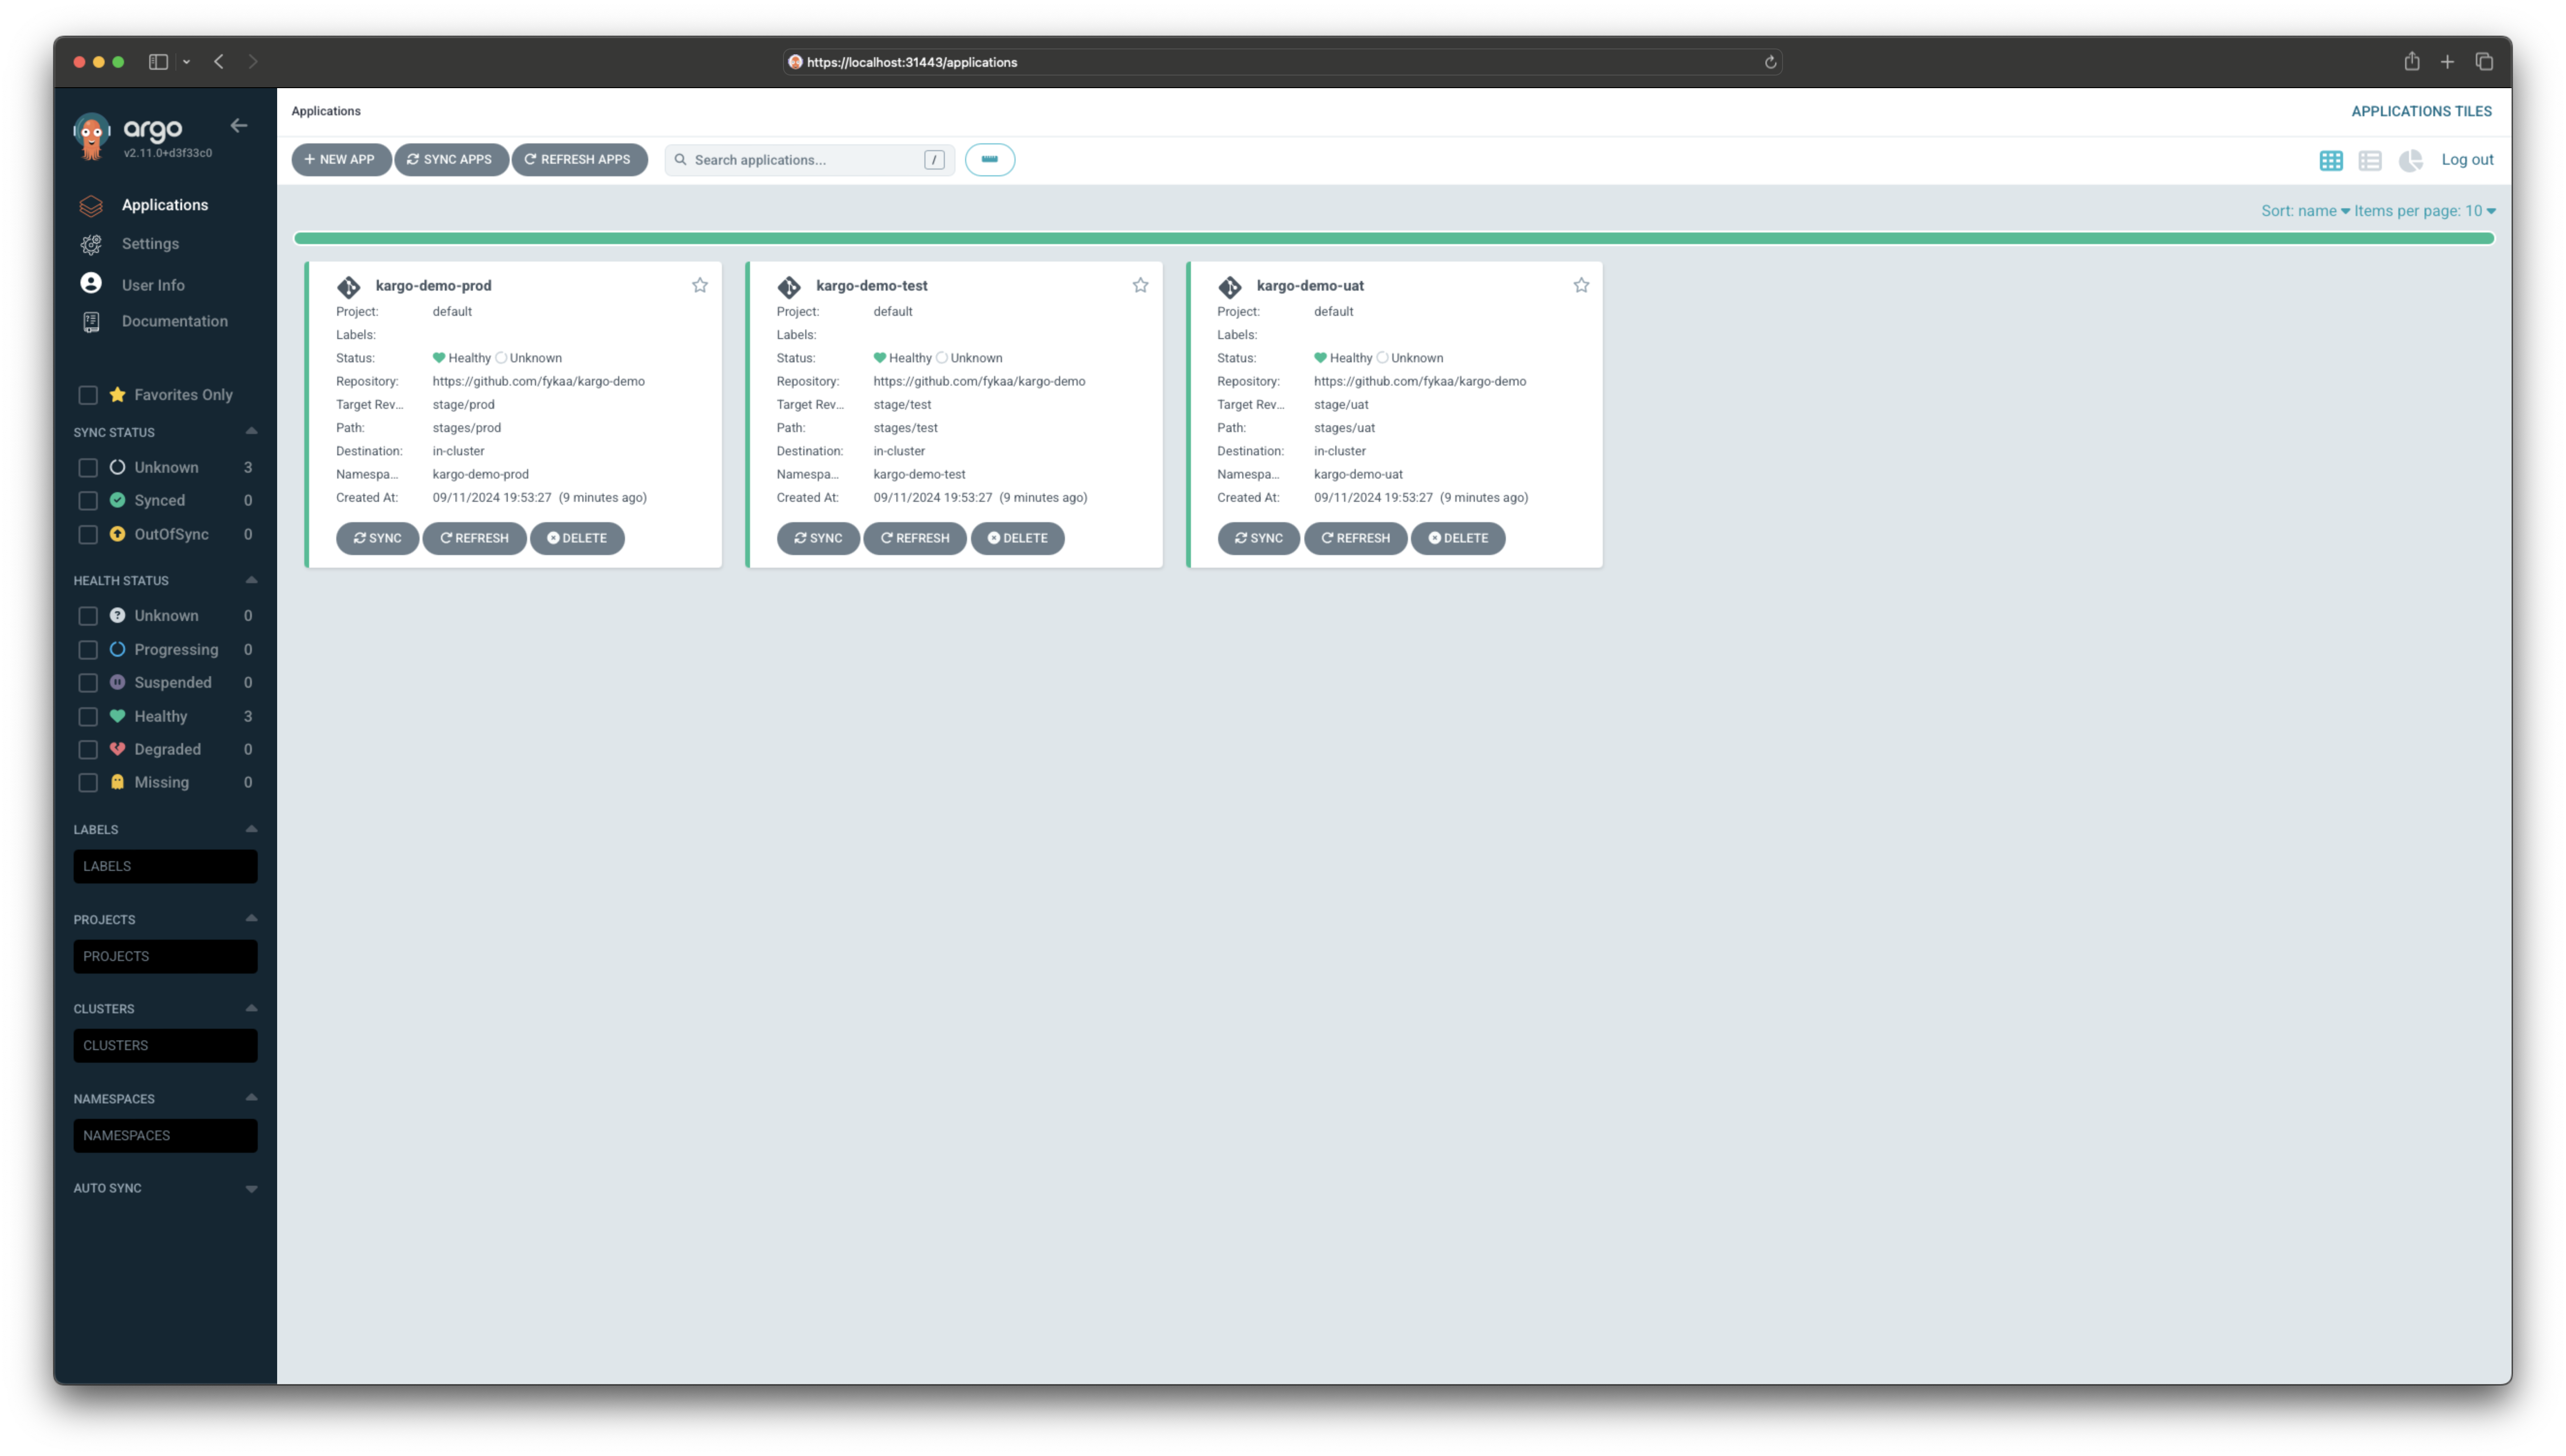 https://localhost:31443/applications
argo
v2.11.0+d3f33c0
Applications
Settings
User Info
Documentation
Favorites Only
SYNC STATUS
Unknown 3
Synced 0
OutOfSync 0
HEALTH STATUS
Unknown 0
Progressing 0
Suspended 0
Healthy 3
Degraded 0
Missing 0
LABELS
LABELS
PROJECTS
PROJECTS
CLUSTERS
CLUSTERS
NAMESPACES
NAMESPACES
AUTO SYNC
Applications APPLICATIONS TILES
+ NEW APP SYNC APPS REFRESH APPS Search applications... / Log out
Sort: name Items per page: 10
kargo-demo-prod
Project: default
Labels:
Status: Healthy Unknown
Repository: https://github.com/fykaa/kargo-demo
Target Rev... stage/prod
Path: stages/prod
Destination: in-cluster
Namespa... kargo-demo-prod
Created At: 09/11/2024 19:53:27 (9 minutes ago)
SYNC REFRESH DELETE
kargo-demo-test
Project: default
Labels:
Status: Healthy Unknown
Repository: https://github.com/fykaa/kargo-demo
Target Rev... stage/test
Path: stages/test
Destination: in-cluster
Namespa... kargo-demo-test
Created At: 09/11/2024 19:53:27 (9 minutes ago)
SYNC REFRESH DELETE
kargo-demo-uat
Project: default
Labels:
Status: Healthy Unknown
Repository: https://github.com/fykaa/kargo-demo
Target Rev... stage/uat
Path: stages/uat
Destination: in-cluster
Namespa... kargo-demo-uat
Created At: 09/11/2024 19:53:27 (9 minutes ago)
SYNC REFRESH DELETE